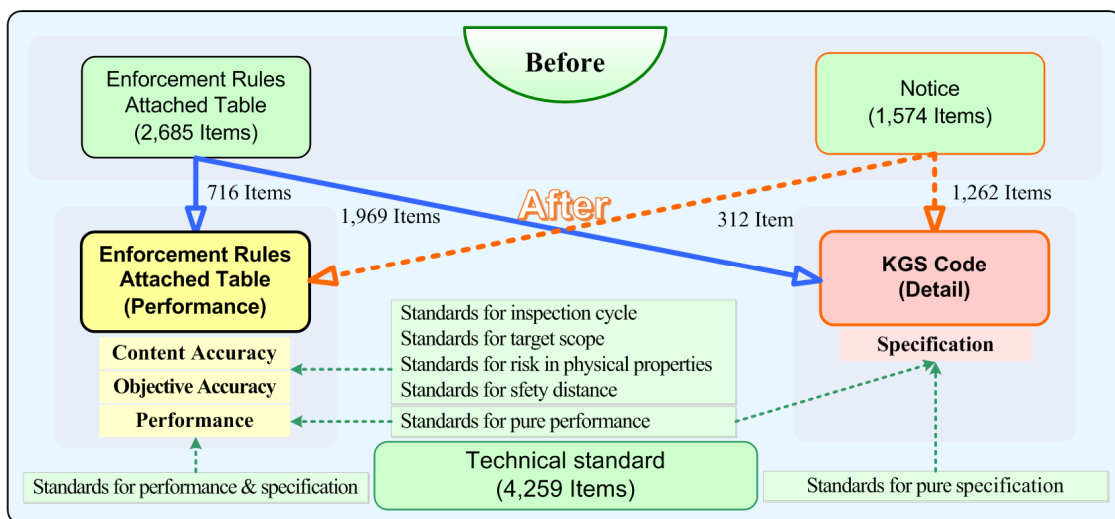 Before
Enforcement Rules
Attached Table
(2,685 Items)
Notice
(1,574 Items)
716 Items
1,969 Items
After
312 Item
1,262 Items
Enforcement Rules
Attached Table
(Performance)
KGS Code
(Detail)
Content Accuracy
Objective Accuracy
Performance
Standards for inspection cycle
Standards for target scope
Standards for risk in physical properties
Standards for sfety distance
Standards for pure performance
Specification
Standards for performance & specification
Technical standard
(4,259 Items)
Standards for pure specification